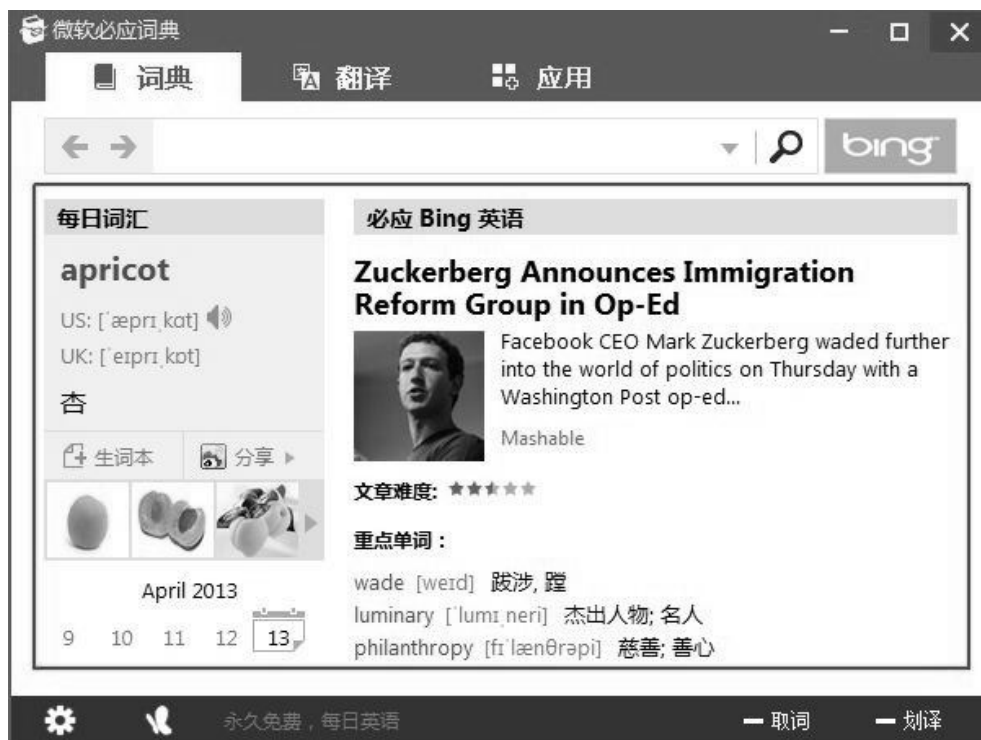 微软必应词典
词典
翻译
应用
bing
每日词汇
apricot
US: [ˈæprɪˌkɑt]
UK: [ˈeɪprɪˌkɒt]
杏
生词本
分享
April 2013
9 10 11 12 13
必应 Bing 英语
Zuckerberg Announces Immigration
Reform Group in Op-Ed
Facebook CEO Mark Zuckerberg waded further
into the world of politics on Thursday with a
Washington Post op-ed...
Mashable
文章难度:
重点单词：
wade [weɪd] 跋涉, 蹚
luminary [ˈlumɪˌneri] 杰出人物; 名人
philanthropy [fɪˈlænθrəpi] 慈善; 善心
永久免费，每日英语
取词
划译